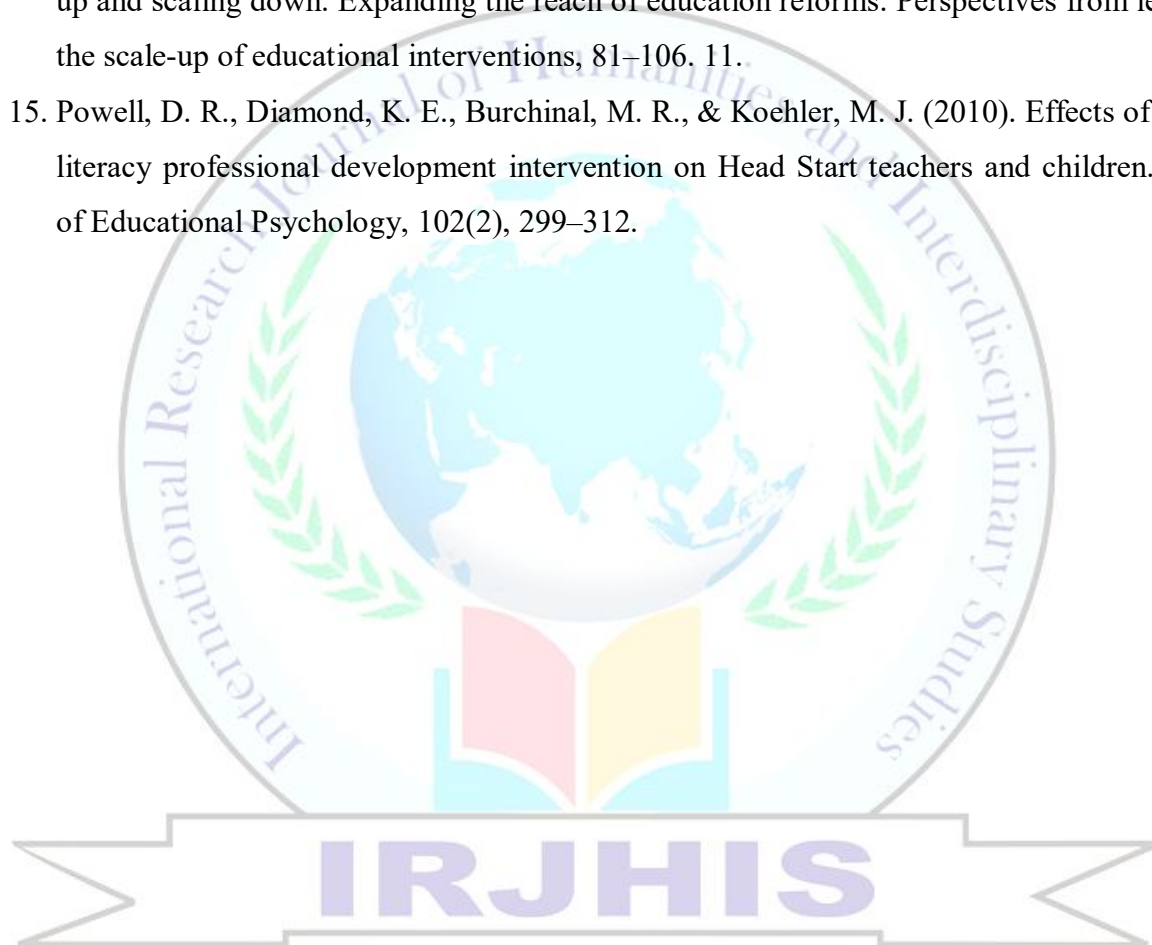 up and scaling down. Expanding the reach of education reforms: Perspectives from
the scale-up of educational interventions, 81–106. 11.
15. Powell, D. R., Diamond, K. E., Burchinal, M. R., & Koehler, M. J. (2010). Effects of
literacy professional development intervention on Head Start teachers and children.
of Educational Psychology, 102(2), 299–312.
International Research Journal of Humanities and Interdisciplinary Studies
IRJHIS